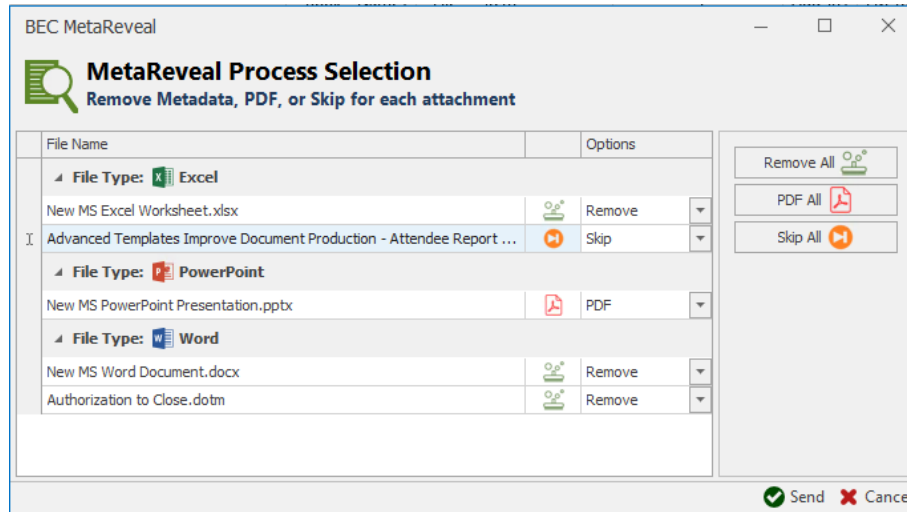 BEC MetaReveal
MetaReveal Process Selection
Remove Metadata, PDF, or Skip for each attachment
File Name Options
File Type: Excel
New MS Excel Worksheet.xlsx Remove
Advanced Templates Improve Document Production - Attendee Report ... Skip
File Type: PowerPoint
New MS PowerPoint Presentation.pptx PDF
File Type: Word
New MS Word Document.docx Remove
Authorization to Close.dotm Remove
Remove All
PDF All
Skip All
Send Cance